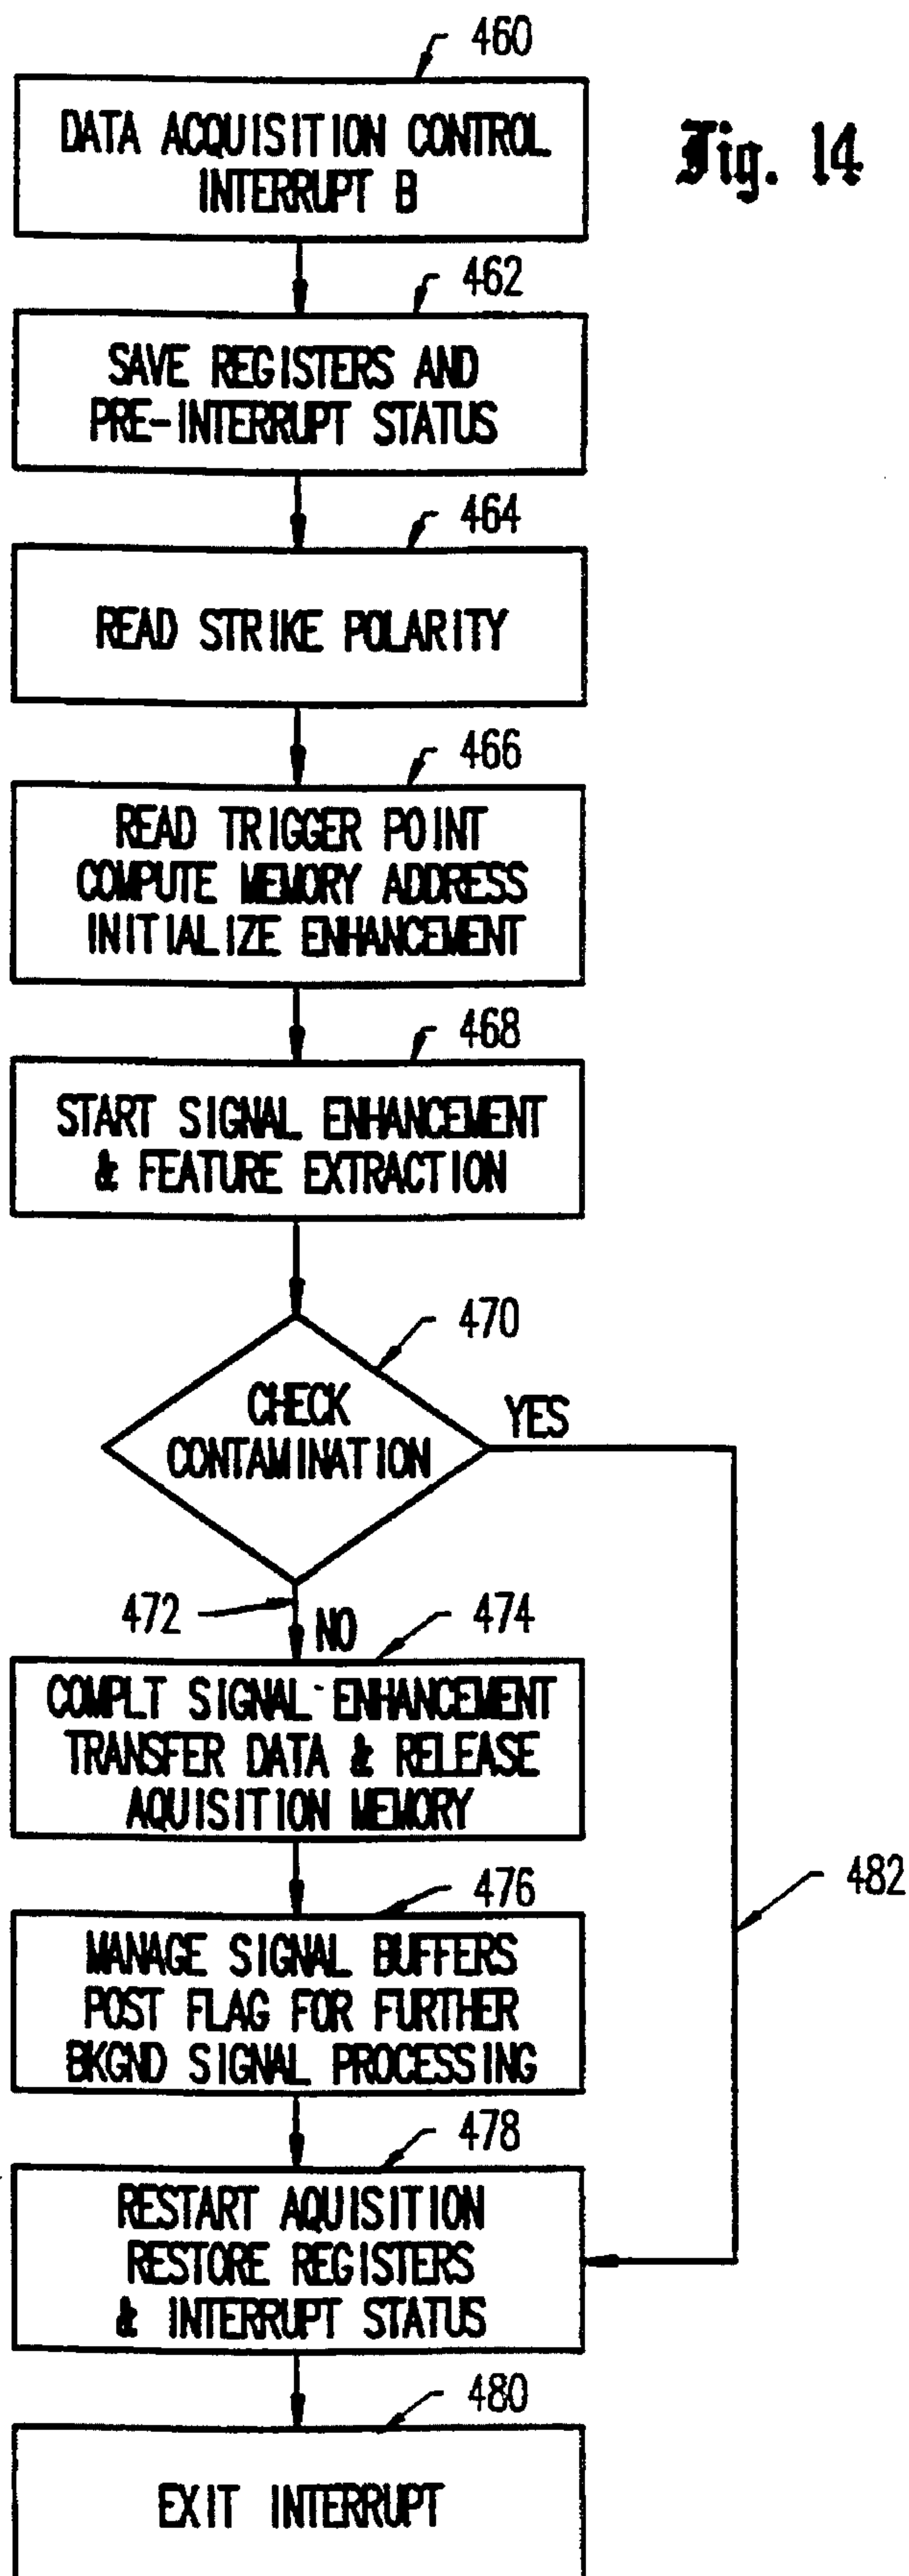 460
DATA ACQUISITION CONTROL
INTERRUPT B
Fig. 14
462
SAVE REGISTERS AND
PRE-INTERRUPT STATUS
464
READ STRIKE POLARITY
466
READ TRIGGER POINT
COMPUTE MEMORY ADDRESS
INITIALIZE ENHANCEMENT
468
START SIGNAL ENHANCEMENT
& FEATURE EXTRACTION
470
CHECK
CONTAMINATION
YES
472
NO
474
COMPLT SIGNAL ENHANCEMENT
TRANSFER DATA & RELEASE
AQUISITION MEMORY
482
476
MANAGE SIGNAL BUFFERS
POST FLAG FOR FURTHER
BKGND SIGNAL PROCESSING
478
RESTART AQUISITION
RESTORE REGISTERS
& INTERRUPT STATUS
480
EXIT INTERRUPT